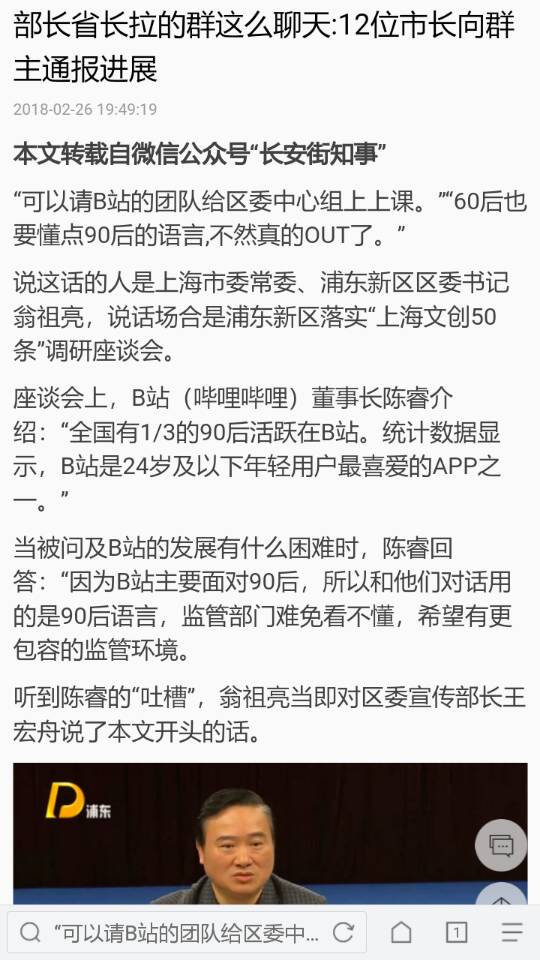 部长省长拉的群这么聊天:12位市长向群
主通报进展
2018-02-26 19:49:19
本文转载自微信公众号“长安街知事”
“可以请B站的团队给区委中心组上上课。”“60后也
要懂点90后的语言,不然真的OUT了。”
说这话的人是上海市委常委、浦东新区区委书记
翁祖亮，说话场合是浦东新区落实“上海文创50
条”调研座谈会。
座谈会上，B站（哔哩哔哩）董事长陈睿介
绍：“全国有1/3的90后活跃在B站。统计数据显
示，B站是24岁及以下年轻用户最喜爱的APP之
一。”
当被问及B站的发展有什么困难时，陈睿回
答：“因为B站主要面对90后，所以和他们对话用
的是90后语言，监管部门难免看不懂，希望有更
包容的监管环境。
听到陈睿的“吐槽”，翁祖亮当即对区委宣传部长王
宏舟说了本文开头的话。
浦东
“可以请B站的团队给区委中...
1